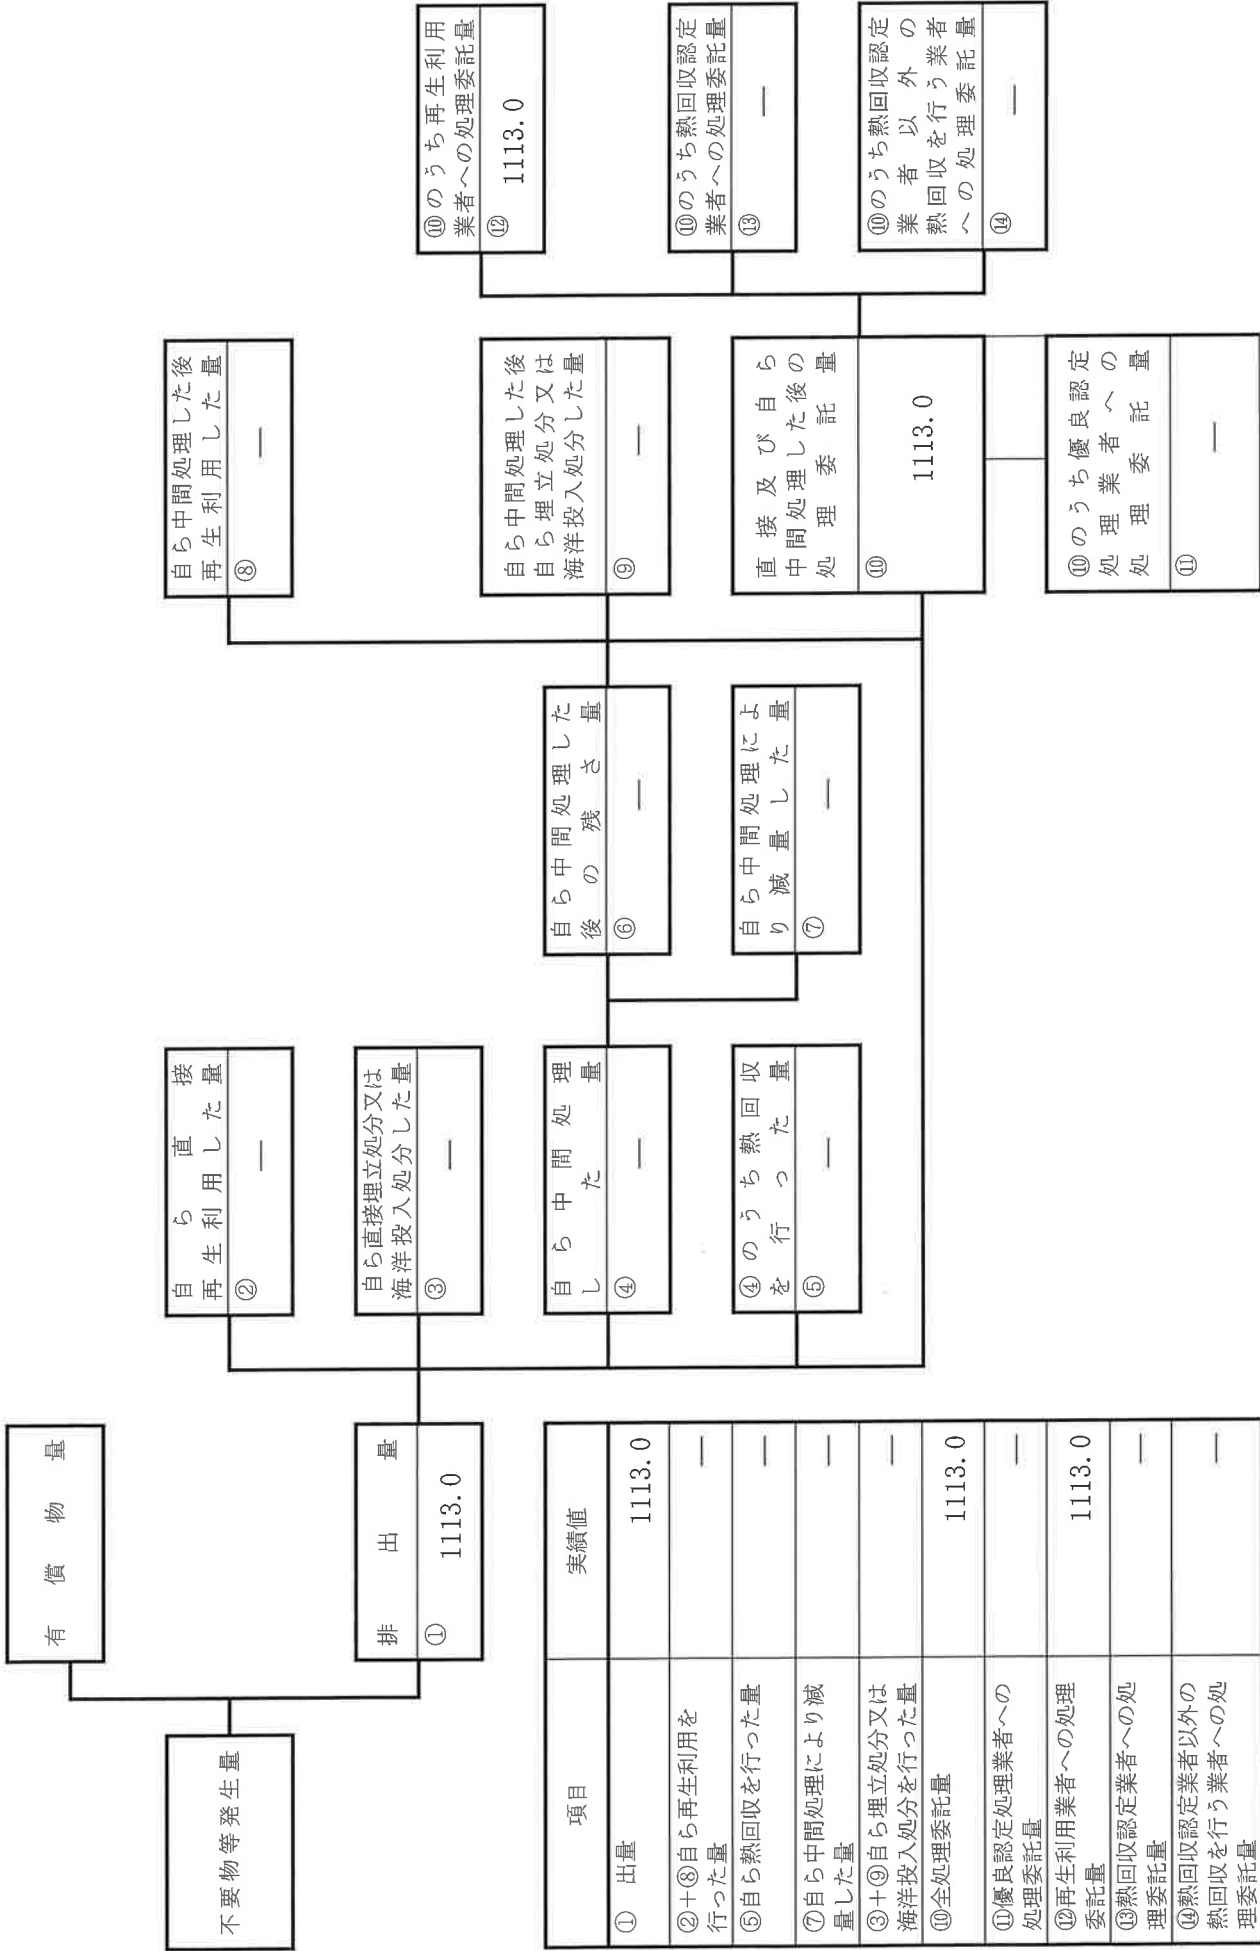 不要物等発生量
有償物量
排出量
①
1113.0
自ら直接
再生利用した量
②
―
自ら直接埋立処分又は
海洋投入処分した量
③
―
自ら中間処理
した量
④
―
④のうち熱回収
を行った量
⑤
―
自ら中間処理した
後の残さ量
⑥
―
自ら中間処理によ
り減量した量
⑦
―
自ら中間処理した後
再生利用した量
⑧
―
自ら中間処理した後
自ら埋立処分又は
海洋投入処分した量
⑨
―
直接及び自ら
中間処理した後の
処理委託量
⑩
1113.0
⑩のうち優良認定
処理業者への
処理委託量
⑪
―
⑩のうち再生利用
業者への処理委託量
⑫
1113.0
⑩のうち熱回収認定
業者への処理委託量
⑬
―
⑩のうち熱回収認定
業者以外の
熱回収を行う業者
への処理委託量
⑭
―
項目
実績値
①　出量
1113.0
②+⑧自ら再生利用を
行った量
―
⑤自ら熱回収を行った量
―
⑦自ら中間処理により減
量した量
―
③+⑨自ら埋立処分又は
海洋投入処分を行った量
―
⑩全処理委託量
1113.0
⑪優良認定処理業者への
処理委託量
―
⑫再生利用業者への処理
委託量
1113.0
⑬熱回収認定業者への処
理委託量
―
⑭熱回収認定業者以外の
熱回収を行う業者への処
理委託量
―